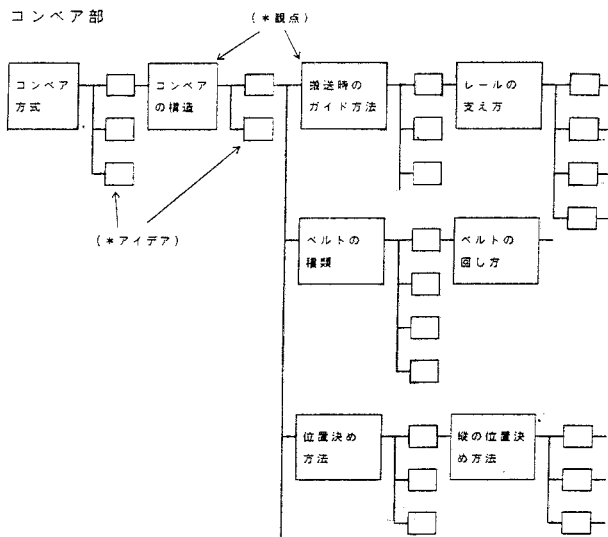 コンベア部
(*観点)
コンベア
方式
コンベア
の構造
搬送時の
ガイド方法
レールの
支え方
(*アイデア)
ベルトの
種類
ベルトの
回し方
位置決め
方法
縦の位置決
め方法